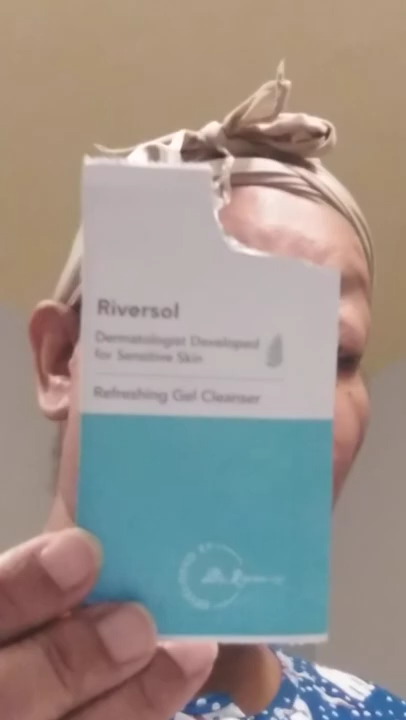 Riversol
Dermatologist Developed
for Sensitive Skin
Refreshing Gel Cleanser